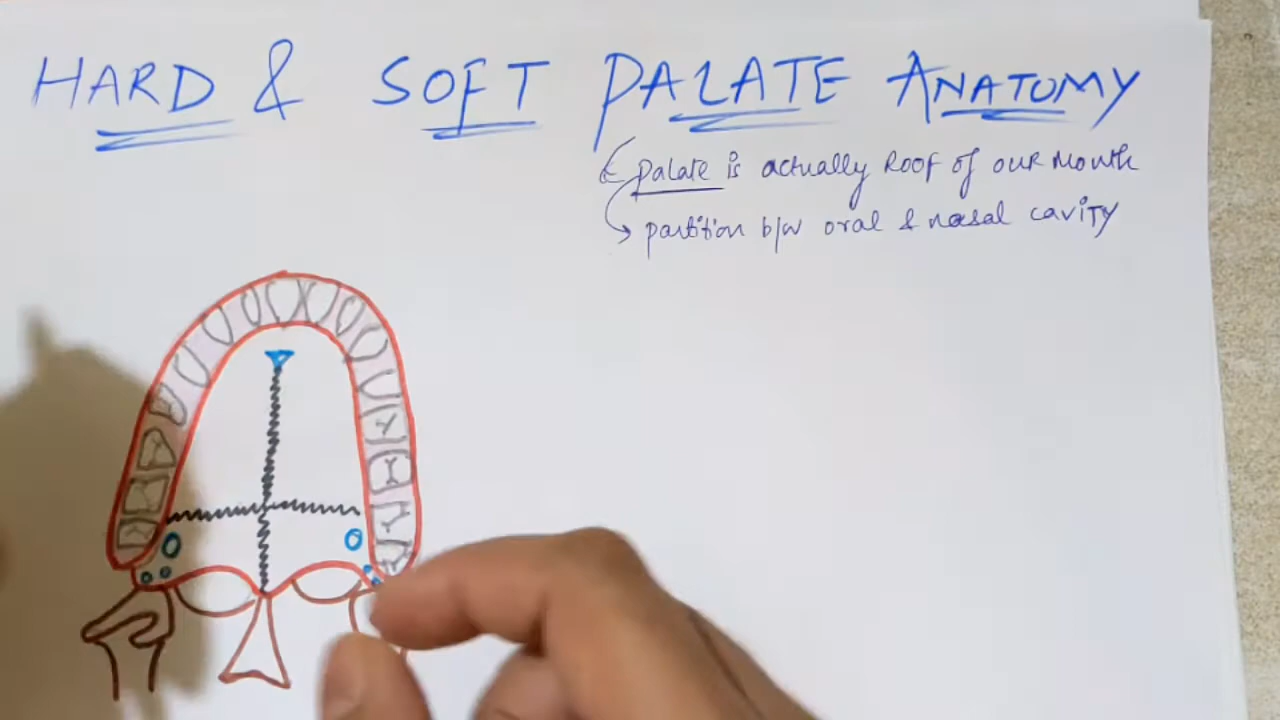 HARD & SOFT PALATE ANATOMY
palate is actually Roof of our Mouth
partition b/w oral & nasal cavity